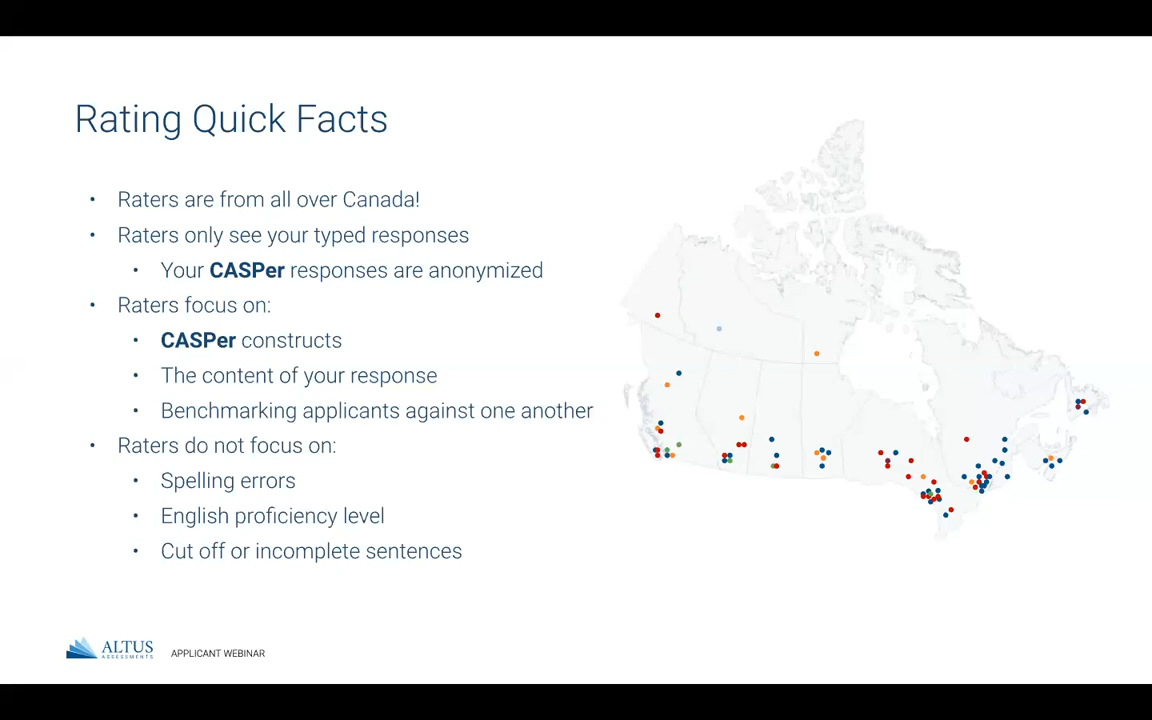 Rating Quick Facts
• Raters are from all over Canada!
• Raters only see your typed responses
• Your CASPer responses are anonymized
• Raters focus on:
• CASPer constructs
• The content of your response
• Benchmarking applicants against one another
• Raters do not focus on:
• Spelling errors
• English proficiency level
• Cut off or incomplete sentences
ALTUS
ASSESSMENTS
APPLICANT WEBINAR